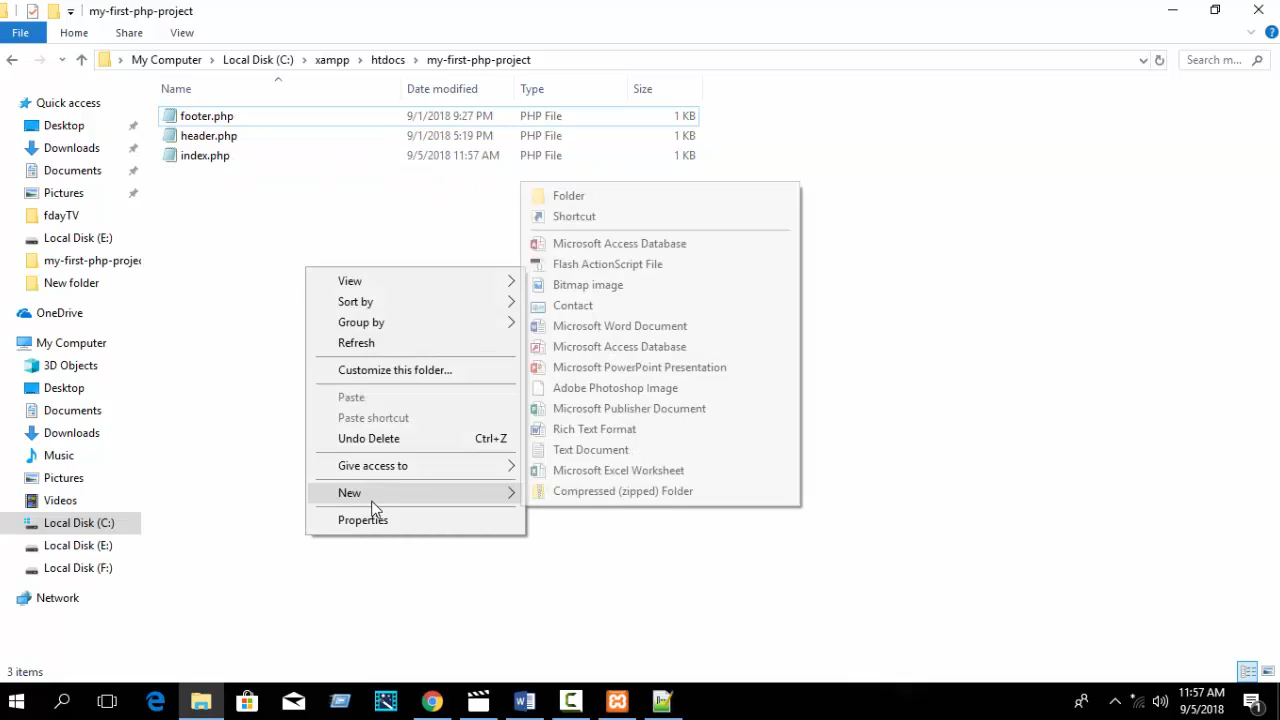 my-first-php-project
File Home Share View
My Computer Local Disk (C:) xampp htdocs my-first-php-project Search m...
Name Date modified Type Size
footer.php 9/1/2018 9:27 PM PHP File 1 KB
header.php 9/1/2018 5:19 PM PHP File 1 KB
index.php 9/5/2018 11:57 AM PHP File 1 KB
Quick access
Desktop
Downloads
Documents
Pictures
fdayTV
Local Disk (E:)
my-first-php-projec
New folder
OneDrive
My Computer
3D Objects
Desktop
Documents
Downloads
Music
Pictures
Videos
Local Disk (C:)
Local Disk (E:)
Local Disk (F:)
Network
View
Sort by
Group by
Refresh
Customize this folder...
Paste
Paste shortcut
Undo Delete Ctrl+Z
Give access to
New
Properties
Folder
Shortcut
Microsoft Access Database
Flash ActionScript File
Bitmap image
Contact
Microsoft Word Document
Microsoft Access Database
Microsoft PowerPoint Presentation
Adobe Photoshop Image
Microsoft Publisher Document
Rich Text Format
Text Document
Microsoft Excel Worksheet
Compressed (zipped) Folder
3 items
11:57 AM
9/5/2018
1